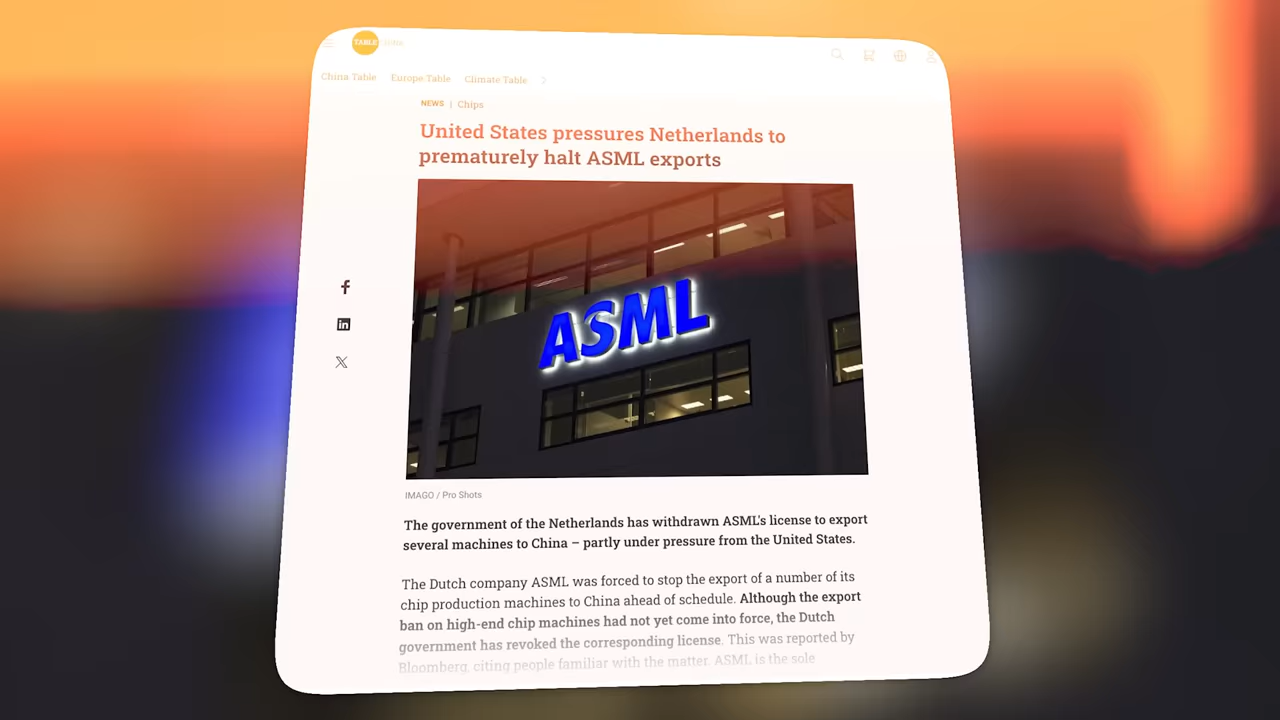 TABLE
China Table Europe Table Climate Table
NEWS | Chips
United States pressures Netherlands to
prematurely halt ASML exports
ASML
IMAGO / Pro Shots
The government of the Netherlands has withdrawn ASML's license to export
several machines to China – partly under pressure from the United States.
The Dutch company ASML was forced to stop the export of a number of its
chip production machines to China ahead of schedule. Although the export
ban on high-end chip machines had not yet come into force, the Dutch
government has revoked the corresponding license. This was reported by
Bloomberg, citing people familiar with the matter. ASML is the sole